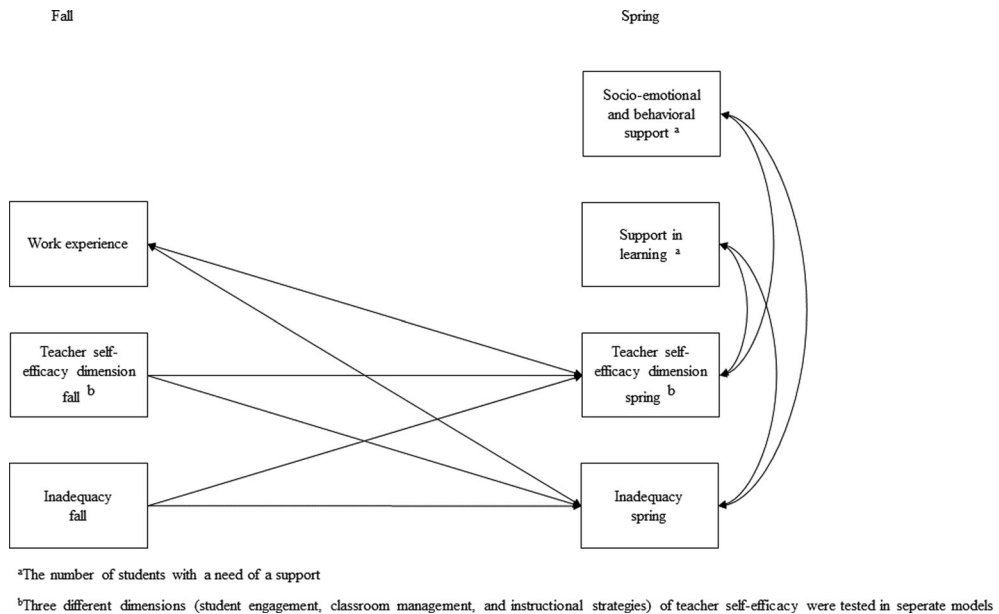 Fall
Spring
Socio-emotional
and behavioral
support ᵃ
Work experience
Support in
learning ᵃ
Teacher self-
efficacy dimension
fall ᵇ
Teacher self-
efficacy dimension
spring ᵇ
Inadequacy
fall
Inadequacy
spring
ᵃThe number of students with a need of a support
ᵇThree different dimensions (student engagement, classroom management, and instructional strategies) of teacher self-efficacy were tested in seperate models